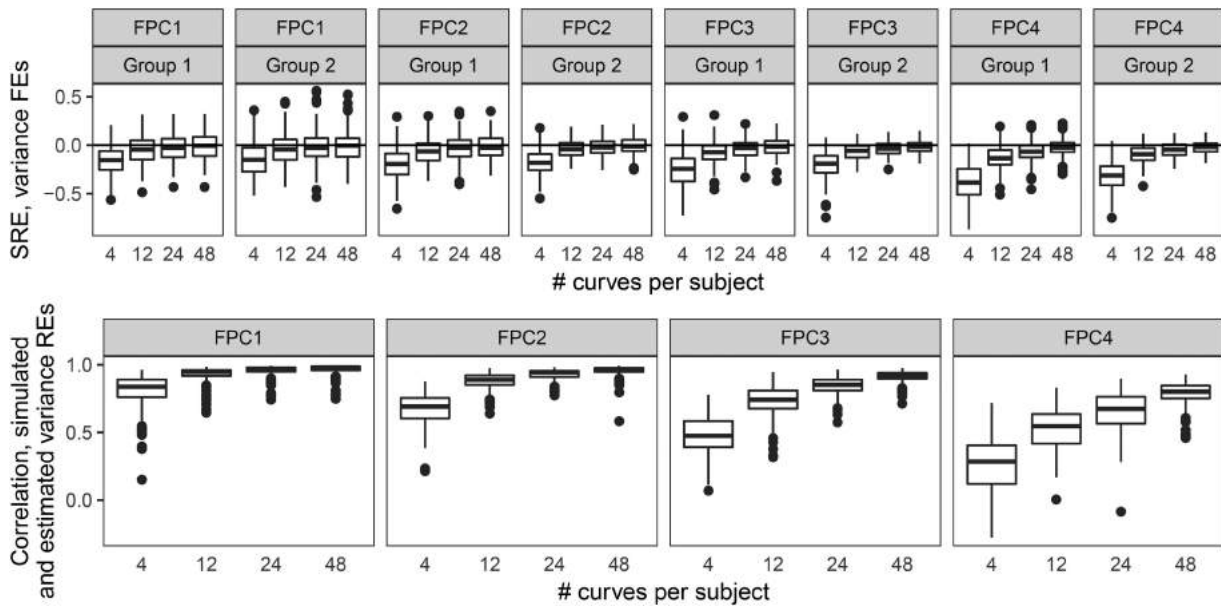 FPC1 FPC1 FPC2 FPC2 FPC3 FPC3 FPC4 FPC4
Group 1 Group 2 Group 1 Group 2 Group 1 Group 2 Group 1 Group 2
SRE, variance FEs
0.5
0.0
−0.5
4 12 24 48 4 12 24 48 4 12 24 48 4 12 24 48 4 12 24 48 4 12 24 48 4 12 24 48 4 12 24 48
# curves per subject
Correlation, simulated
and estimated variance REs
FPC1 FPC2 FPC3 FPC4
1.0
0.5
0.0
4 12 24 48 4 12 24 48 4 12 24 48 4 12 24 48
# curves per subject